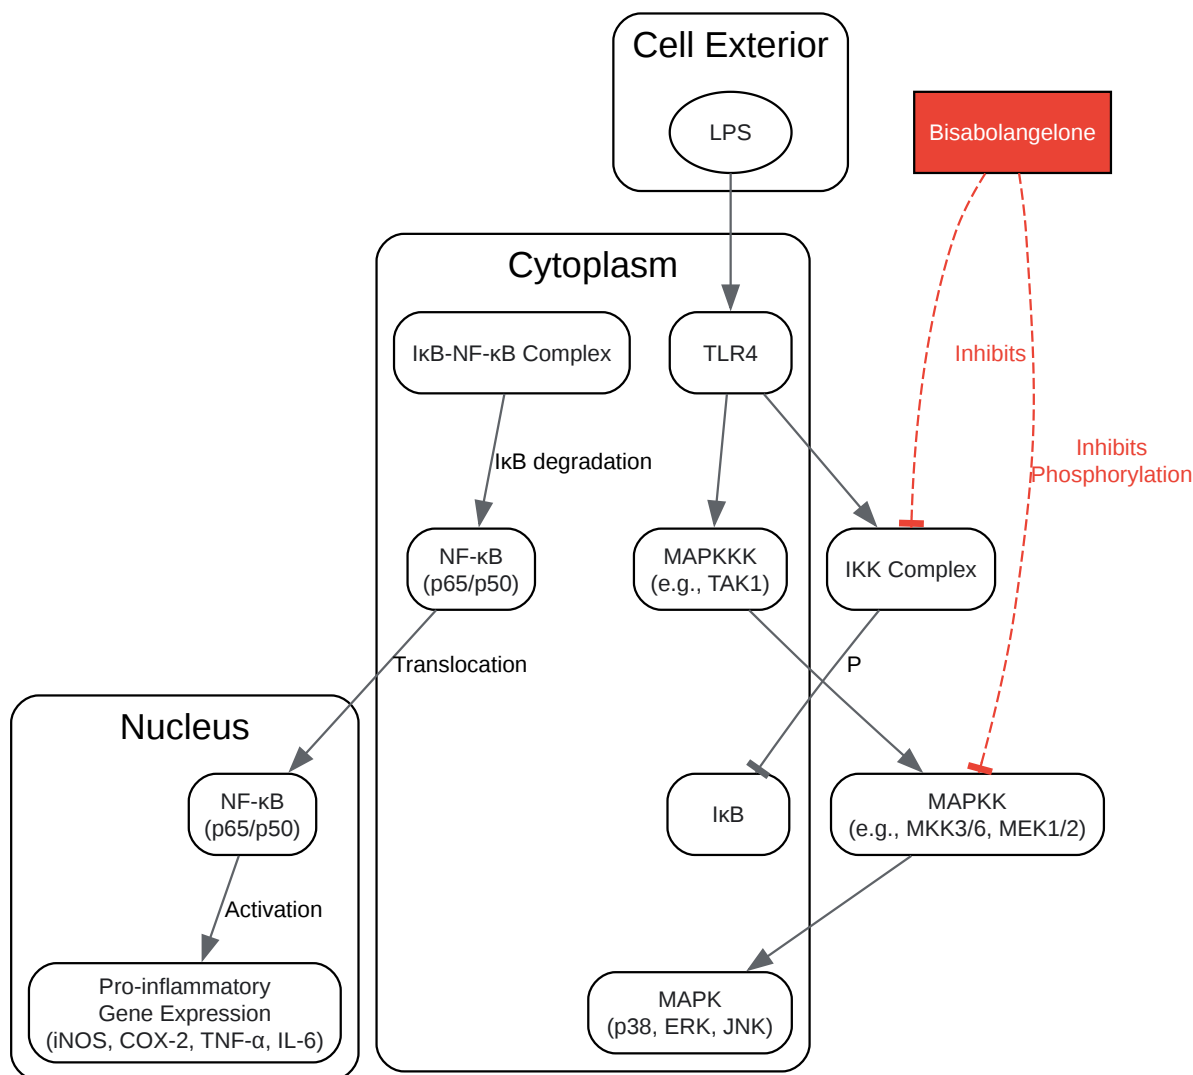 Cell Exterior
LPS
Bisabolangelone
Cytoplasm
IκB-NF-κB Complex
TLR4
Inhibits
IκB degradation
Inhibits
Phosphorylation
NF-κB
(p65/p50)
MAPKKK
(e.g., TAK1)
IKK Complex
Translocation
P
Nucleus
NF-κB
(p65/p50)
IκB
MAPKK
(e.g., MKK3/6, MEK1/2)
Activation
Pro-inflammatory
Gene Expression
(iNOS, COX-2, TNF-α, IL-6)
MAPK
(p38, ERK, JNK)